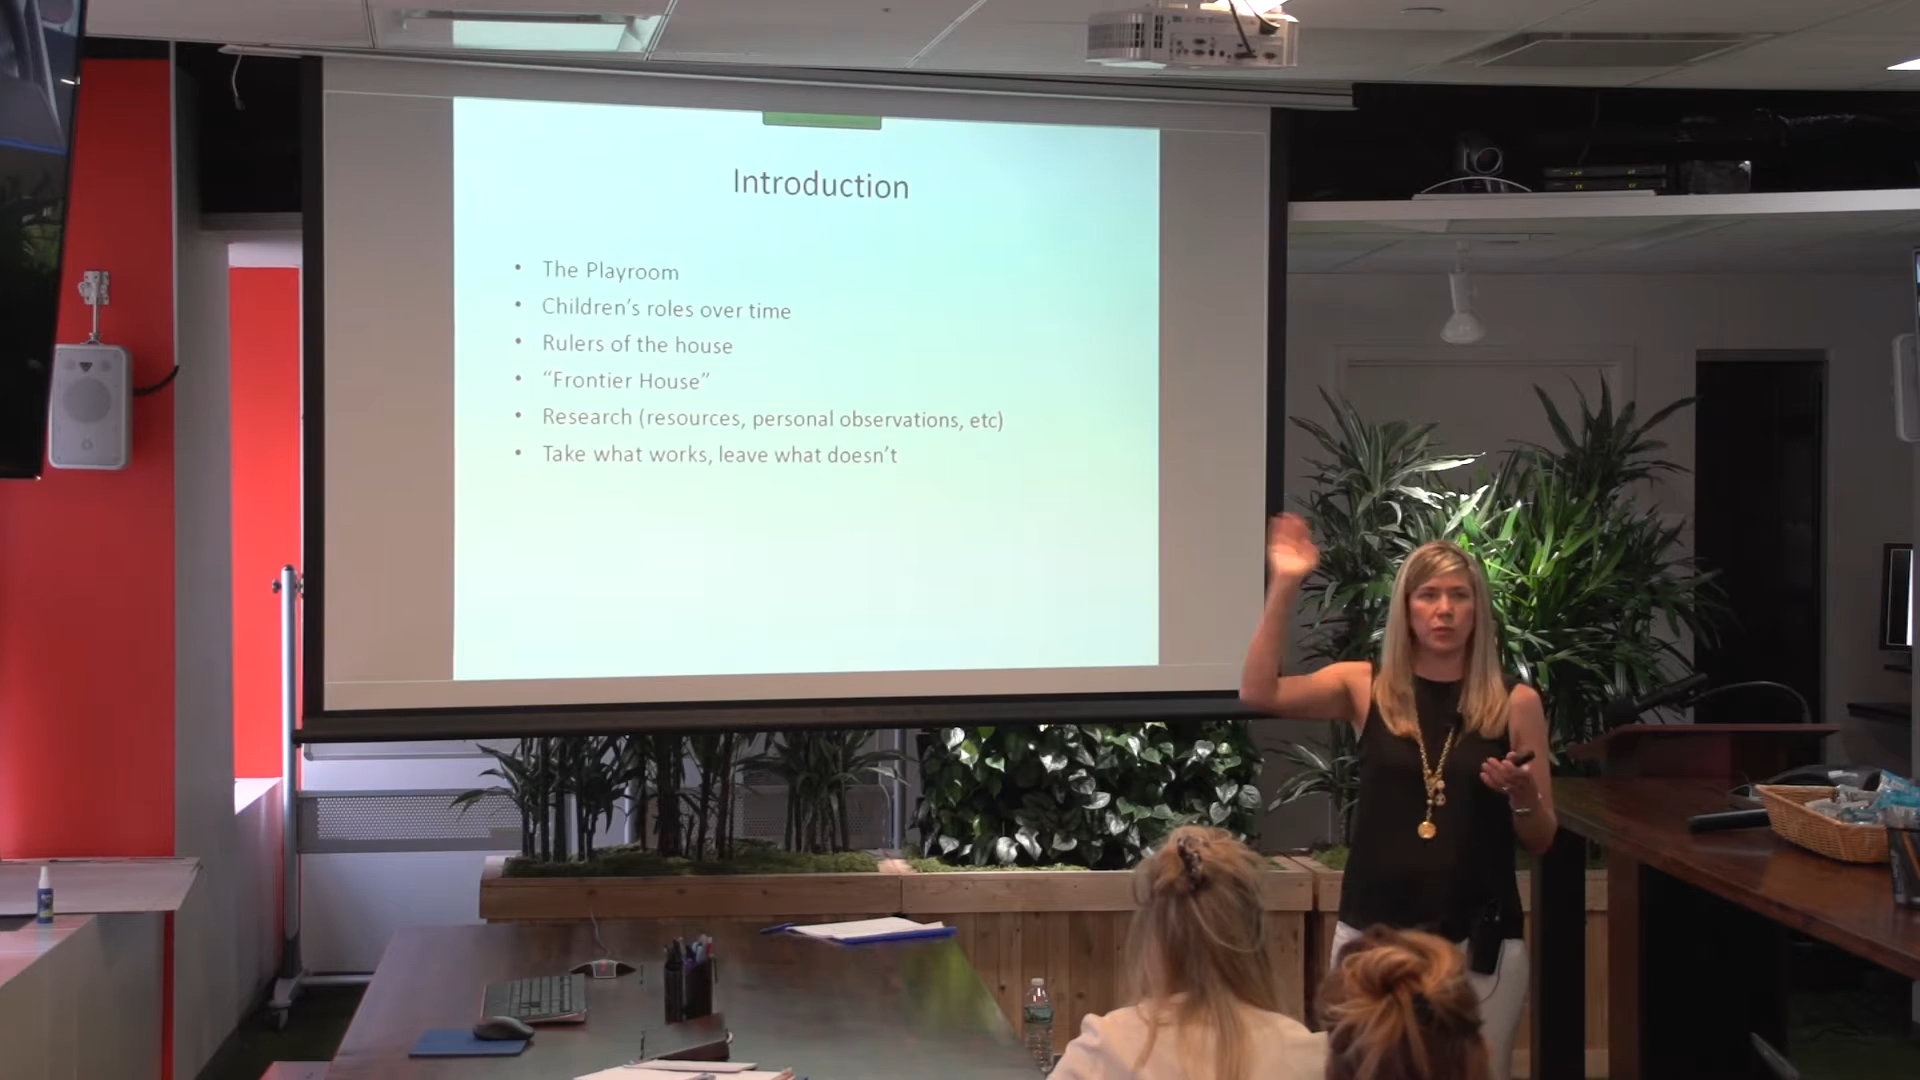 Introduction
• The Playroom
• Children’s roles over time
• Rulers of the house
• “Frontier House”
• Research (resources, personal observations, etc)
• Take what works, leave what doesn’t